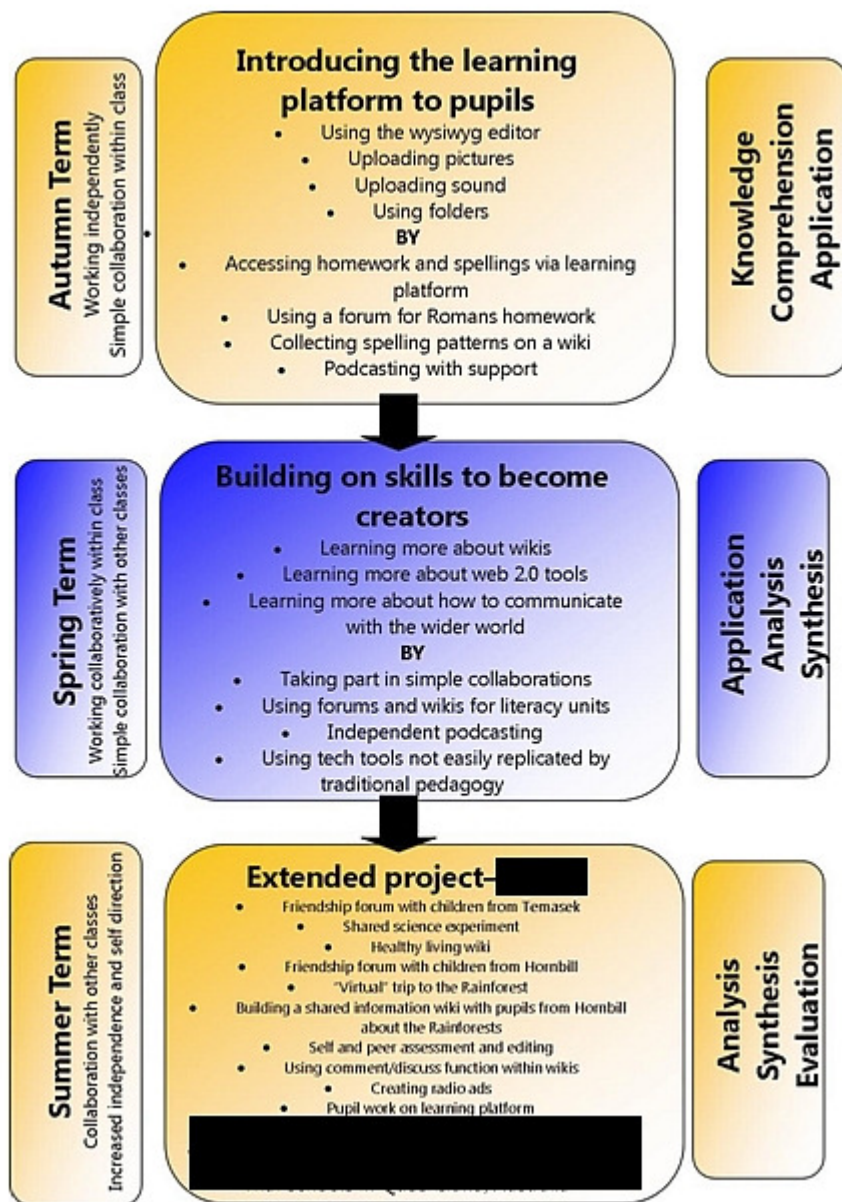 Autumn Term
Working independently
Simple collaboration within class
Introducing the learning
platform to pupils
• Using the wysiwyg editor
• Uploading pictures
• Uploading sound
• Using folders
BY
• Accessing homework and spellings via learning
platform
• Using a forum for Romans homework
• Collecting spelling patterns on a wiki
• Podcasting with support
Knowledge
Comprehension
Application
Spring Term
Working collaboratively within class
Simple collaboration with other classes
Building on skills to become
creators
• Learning more about wikis
• Learning more about web 2.0 tools
• Learning more about how to communicate
with the wider world
BY
• Taking part in simple collaborations
• Using forums and wikis for literacy units
• Independent podcasting
• Using tech tools not easily replicated by
traditional pedagogy
Application
Analysis
Synthesis
Summer Term
Collaboration with other classes
Increased independence and self direction
Extended project–
• Friendship forum with children from Temasek
• Shared science experiment
• Healthy living wiki
• Friendship forum with children from Hornbill
• "Virtual" trip to the Rainforest
• Building a shared information wiki with pupils from Hornbill
about the Rainforests
• Self and peer assessment and editing
• Using comment/discuss function within wikis
• Creating radio ads
• Pupil work on learning platform
Analysis
Synthesis
Evaluation